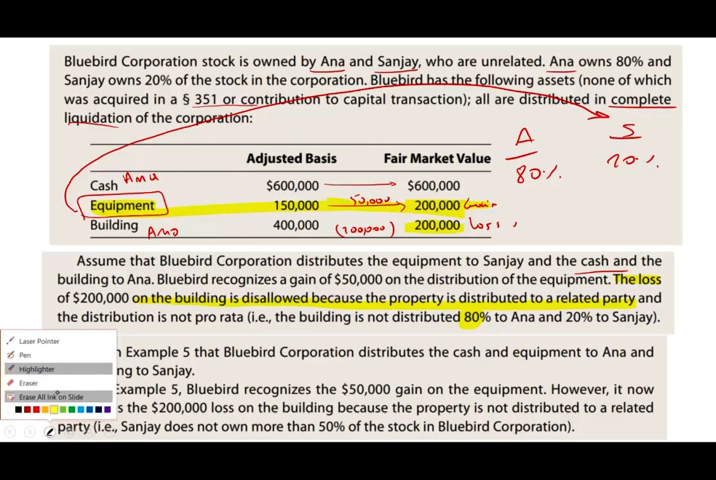 Bluebird Corporation stock is owned by Ana and Sanjay, who are unrelated. Ana owns 80% and
Sanjay owns 20% of the stock in the corporation. Bluebird has the following assets (none of which
was acquired in a § 351 or contribution to capital transaction); all are distributed in complete
liquidation of the corporation:
A S
80% 20%
Adjusted Basis Fair Market Value
Cash Ana $600,000 $600,000
Equipment 150,000 50,000 200,000 Gain
Building Ana 400,000 (200,000) 200,000 loss
Assume that Bluebird Corporation distributes the equipment to Sanjay and the cash and the
building to Ana. Bluebird recognizes a gain of $50,000 on the distribution of the equipment. The loss
of $200,000 on the building is disallowed because the property is distributed to a related party and
the distribution is not pro rata (i.e., the building is not distributed 80% to Ana and 20% to Sanjay).
n Example 5 that Bluebird Corporation distributes the cash and equipment to Ana and
ng to Sanjay.
Example 5, Bluebird recognizes the $50,000 gain on the equipment. However, it now
s the $200,000 loss on the building because the property is not distributed to a related
party (i.e., Sanjay does not own more than 50% of the stock in Bluebird Corporation).
Laser Pointer
Pen
Highlighter
Eraser
Erase All Ink on Slide